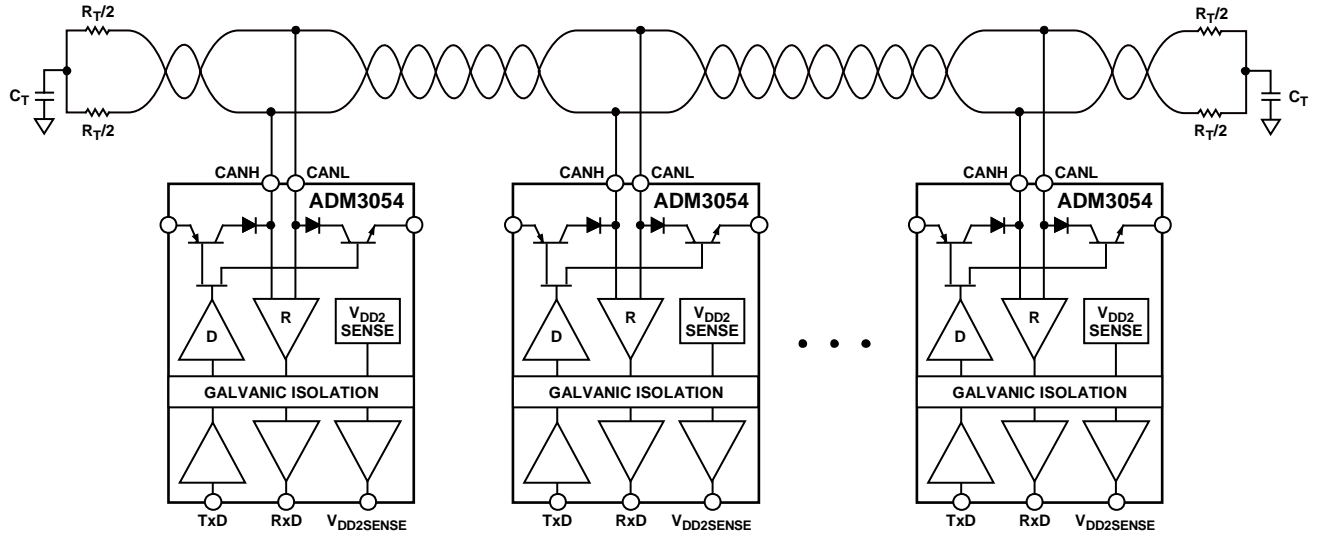 R_T/2
R_T/2
C_T
C_T
R_T/2
R_T/2
CANH CANL
ADM3054
D
R
V_DD2
SENSE
GALVANIC ISOLATION
TxD RxD V_DD2SENSE
CANH CANL
ADM3054
D
R
V_DD2
SENSE
GALVANIC ISOLATION
TxD RxD V_DD2SENSE
CANH CANL
ADM3054
D
R
V_DD2
SENSE
GALVANIC ISOLATION
TxD RxD V_DD2SENSE